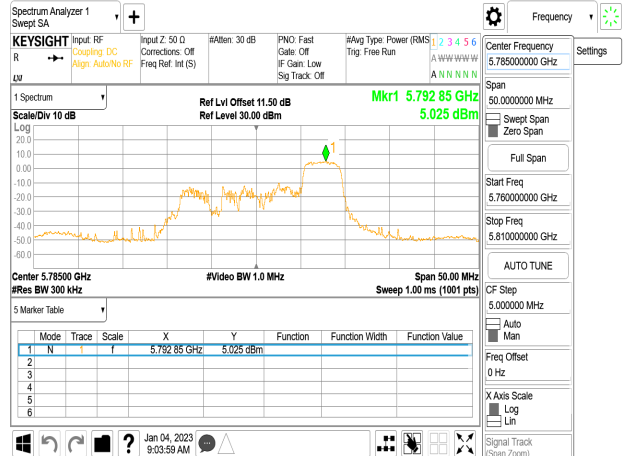 Spectrum Analyzer 1
Swept SA
Frequency
Settings
KEYSIGHT
R
LXI
Input: RF
Coupling: DC
Align: Auto/No RF
Input Z: 50 Ω
Corrections: Off
Freq Ref: Int (S)
#Atten: 30 dB
PNO: Fast
Gate: Off
IF Gain: Low
Sig Track: Off
#Avg Type: Power (RMS
Trig: Free Run
1 2 3 4 5 6
A W W W W W
A N N N N N
1 Spectrum
Scale/Div 10 dB
Ref Lvl Offset 11.50 dB
Ref Level 30.00 dBm
Mkr1 5.792 85 GHz
5.025 dBm
Log
20.0
10.0
0.00
-10.0
-20.0
-30.0
-40.0
-50.0
-60.0
1
Center 5.78500 GHz
#Res BW 300 kHz
#Video BW 1.0 MHz
Span 50.00 MHz
Sweep 1.00 ms (1001 pts)
5 Marker Table
Mode Trace Scale X Y Function Function Width Function Value
1 N 1 f 5.792 85 GHz 5.025 dBm
2
3
4
5
6
Jan 04, 2023
9:03:59 AM
Center Frequency
5.785000000 GHz
Span
50.0000000 MHz
Swept Span
Zero Span
Full Span
Start Freq
5.760000000 GHz
Stop Freq
5.810000000 GHz
AUTO TUNE
CF Step
5.000000 MHz
Auto
Man
Freq Offset
0 Hz
X Axis Scale
Log
Lin
Signal Track
(Span Zoom)